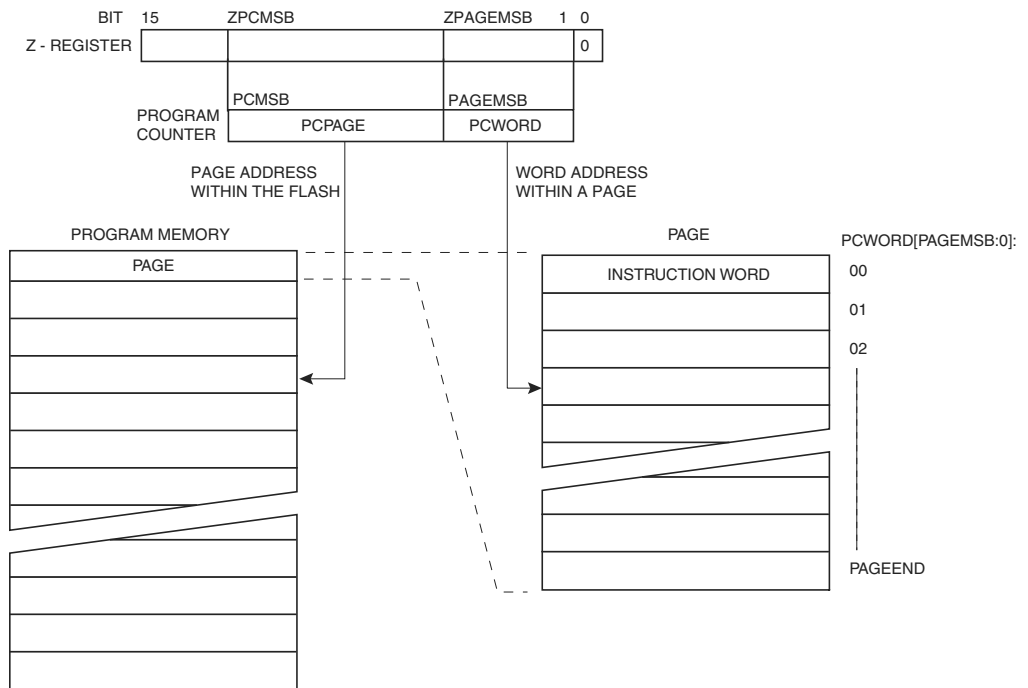 BIT 15 ZPCMSB ZPAGEMSB 1 0
Z - REGISTER 0
PCMSB PAGEMSB
PROGRAM
COUNTER
PCPAGE PCWORD
PAGE ADDRESS
WITHIN THE FLASH
WORD ADDRESS
WITHIN A PAGE
PROGRAM MEMORY
PAGE
PAGE
PCWORD[PAGEMSB:0]:
INSTRUCTION WORD
00
01
02
PAGEEND